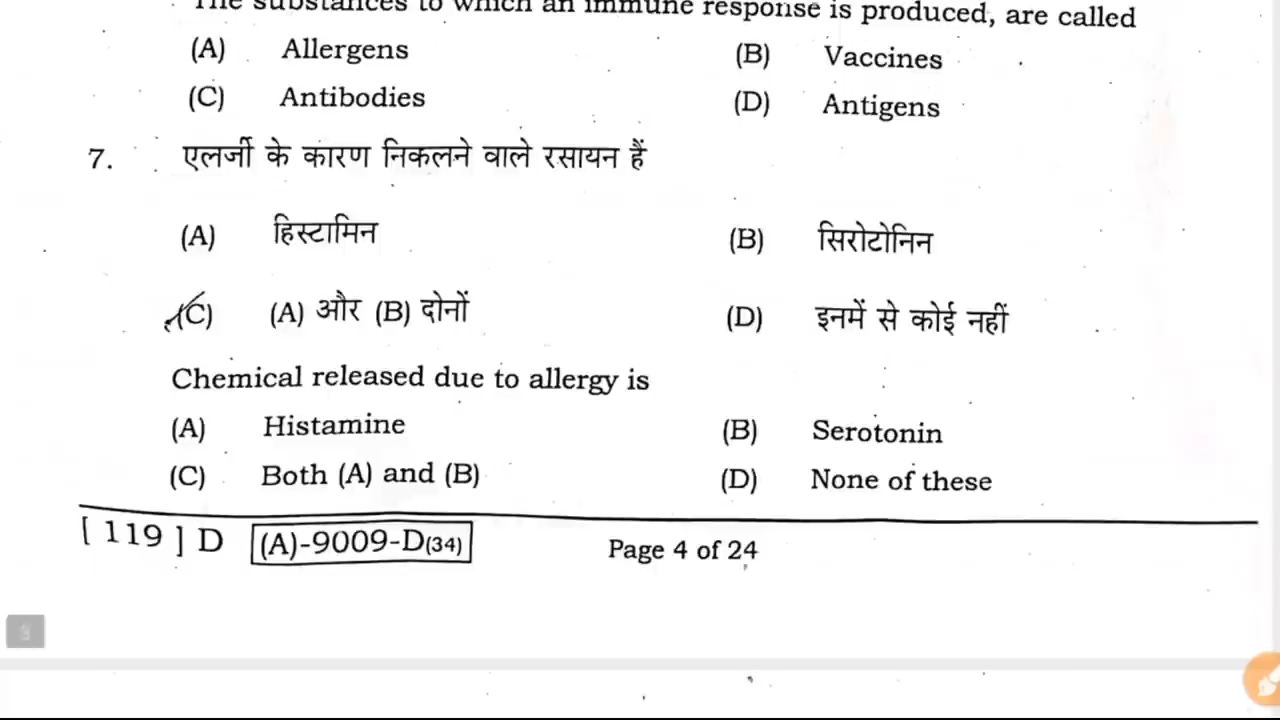 The substances to which an immune response is produced, are called
(A) Allergens (B) Vaccines
(C) Antibodies (D) Antigens
7. एलर्जी के कारण निकलने वाले रसायन हैं
(A) हिस्टामिन (B) सिरोटोनिन
(C) (A) और (B) दोनों (D) इनमें से कोई नहीं
Chemical released due to allergy is
(A) Histamine (B) Serotonin
(C) Both (A) and (B) (D) None of these
[ 119 ] D (A)-9009-D(34) Page 4 of 24